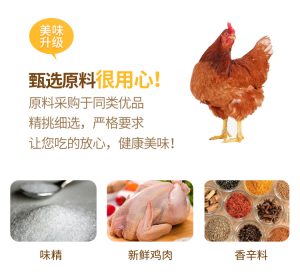 美味
升级
甄选原料很用心!
原料采购于同类优品
精挑细选，严格要求
让您吃的放心，健康美味!
味精
新鲜鸡肉
香辛料